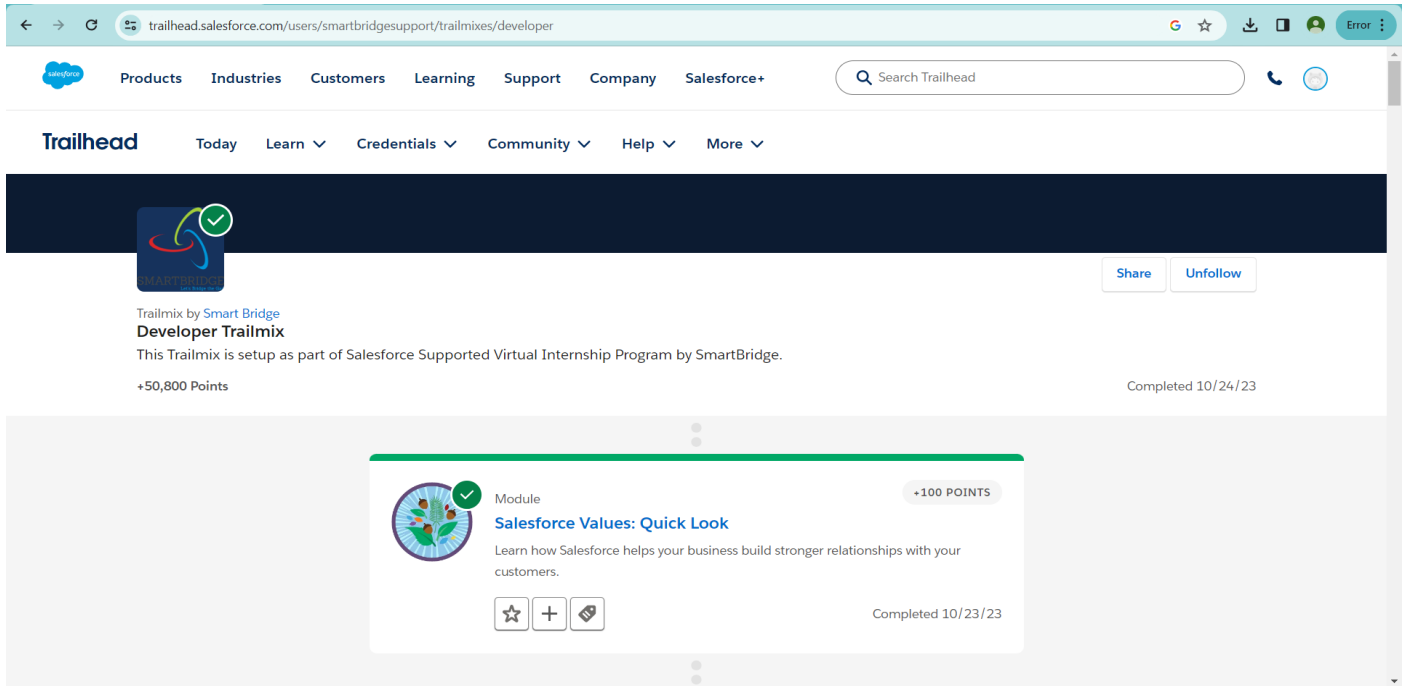 trailhead.salesforce.com/users/smartbridgesupport/trailmixes/developer
Error
salesforce
Products Industries Customers Learning Support Company Salesforce+
Search Trailhead
Trailhead
Today Learn Credentials Community Help More
SMARTBRIDGE
Share Unfollow
Trailmix by Smart Bridge
Developer Trailmix
This Trailmix is setup as part of Salesforce Supported Virtual Internship Program by SmartBridge.
+50,800 Points
Completed 10/24/23
+100 POINTS
Module
Salesforce Values: Quick Look
Learn how Salesforce helps your business build stronger relationships with your
customers.
Completed 10/23/23